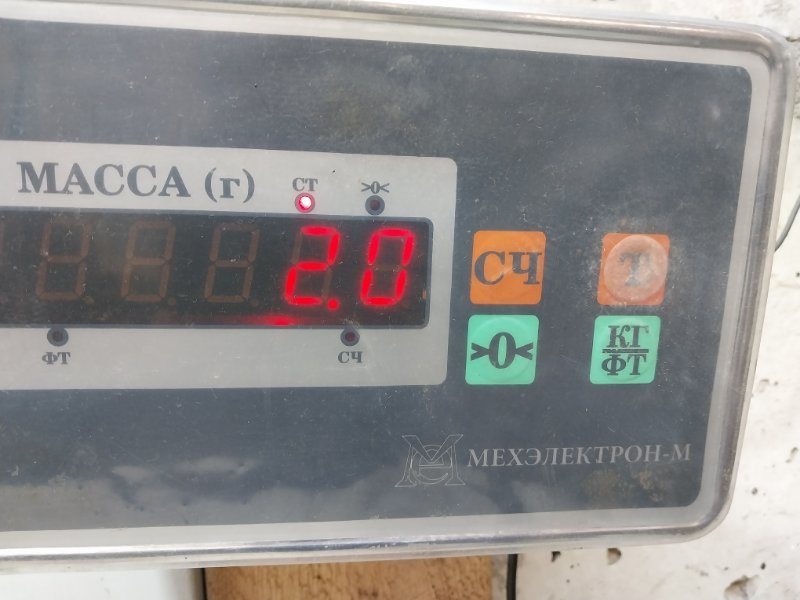 МАССА (г)
СТ
>0<
2.0
ФТ
СЧ
СЧ
Т
>0<
КГ
ФТ
МЕХЭЛЕКТРОН-М